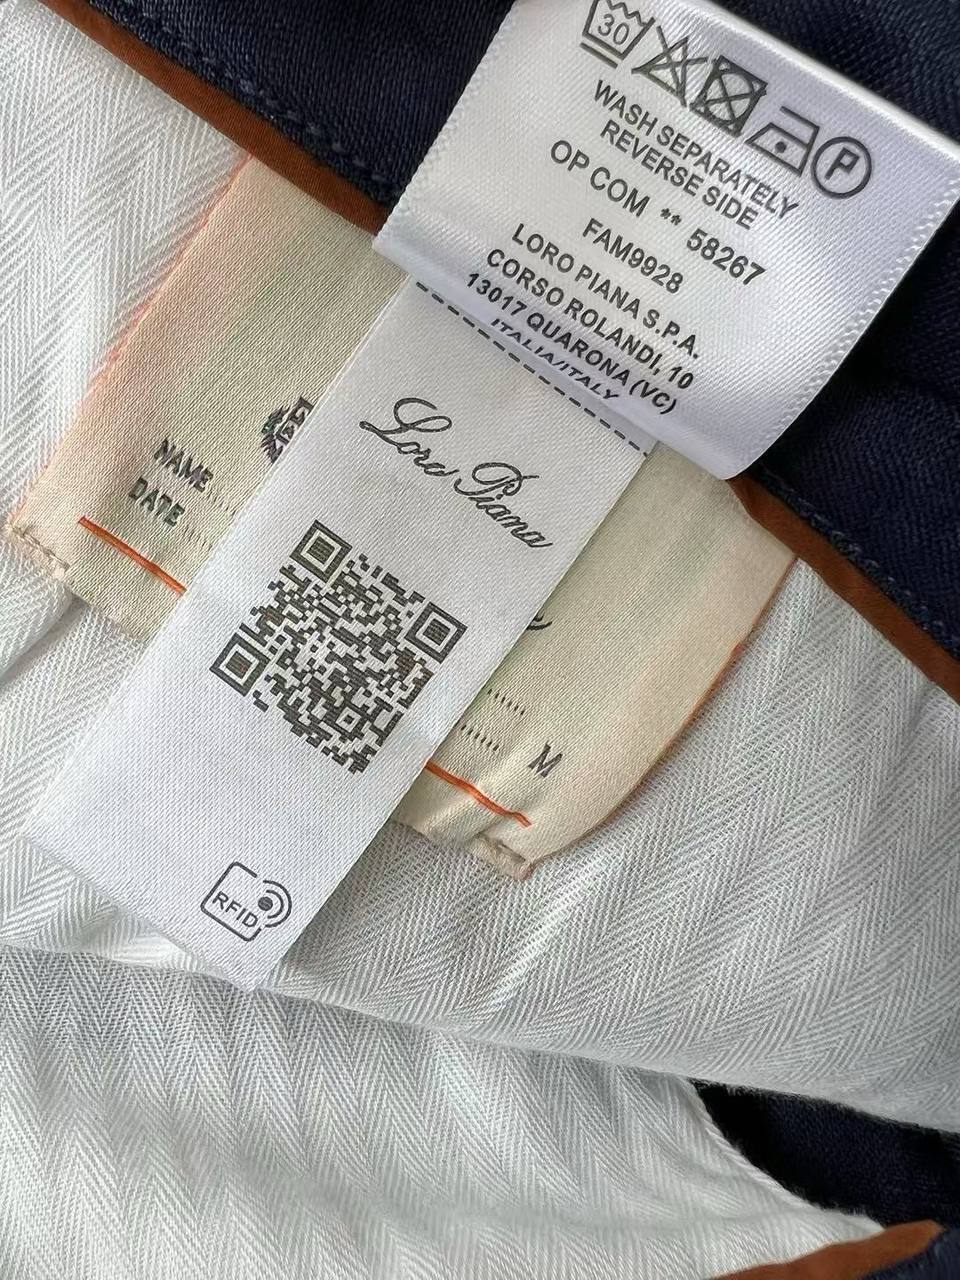 30
P
WASH SEPARATELY
REVERSE SIDE
OP COM ** 58267
FAM9928
LORO PIANA S.P.A.
CORSO ROLANDI, 10
13017 QUARONA (VC)
ITALIA/ITALY
Loro Piana
RFID
NAME
DATE
M